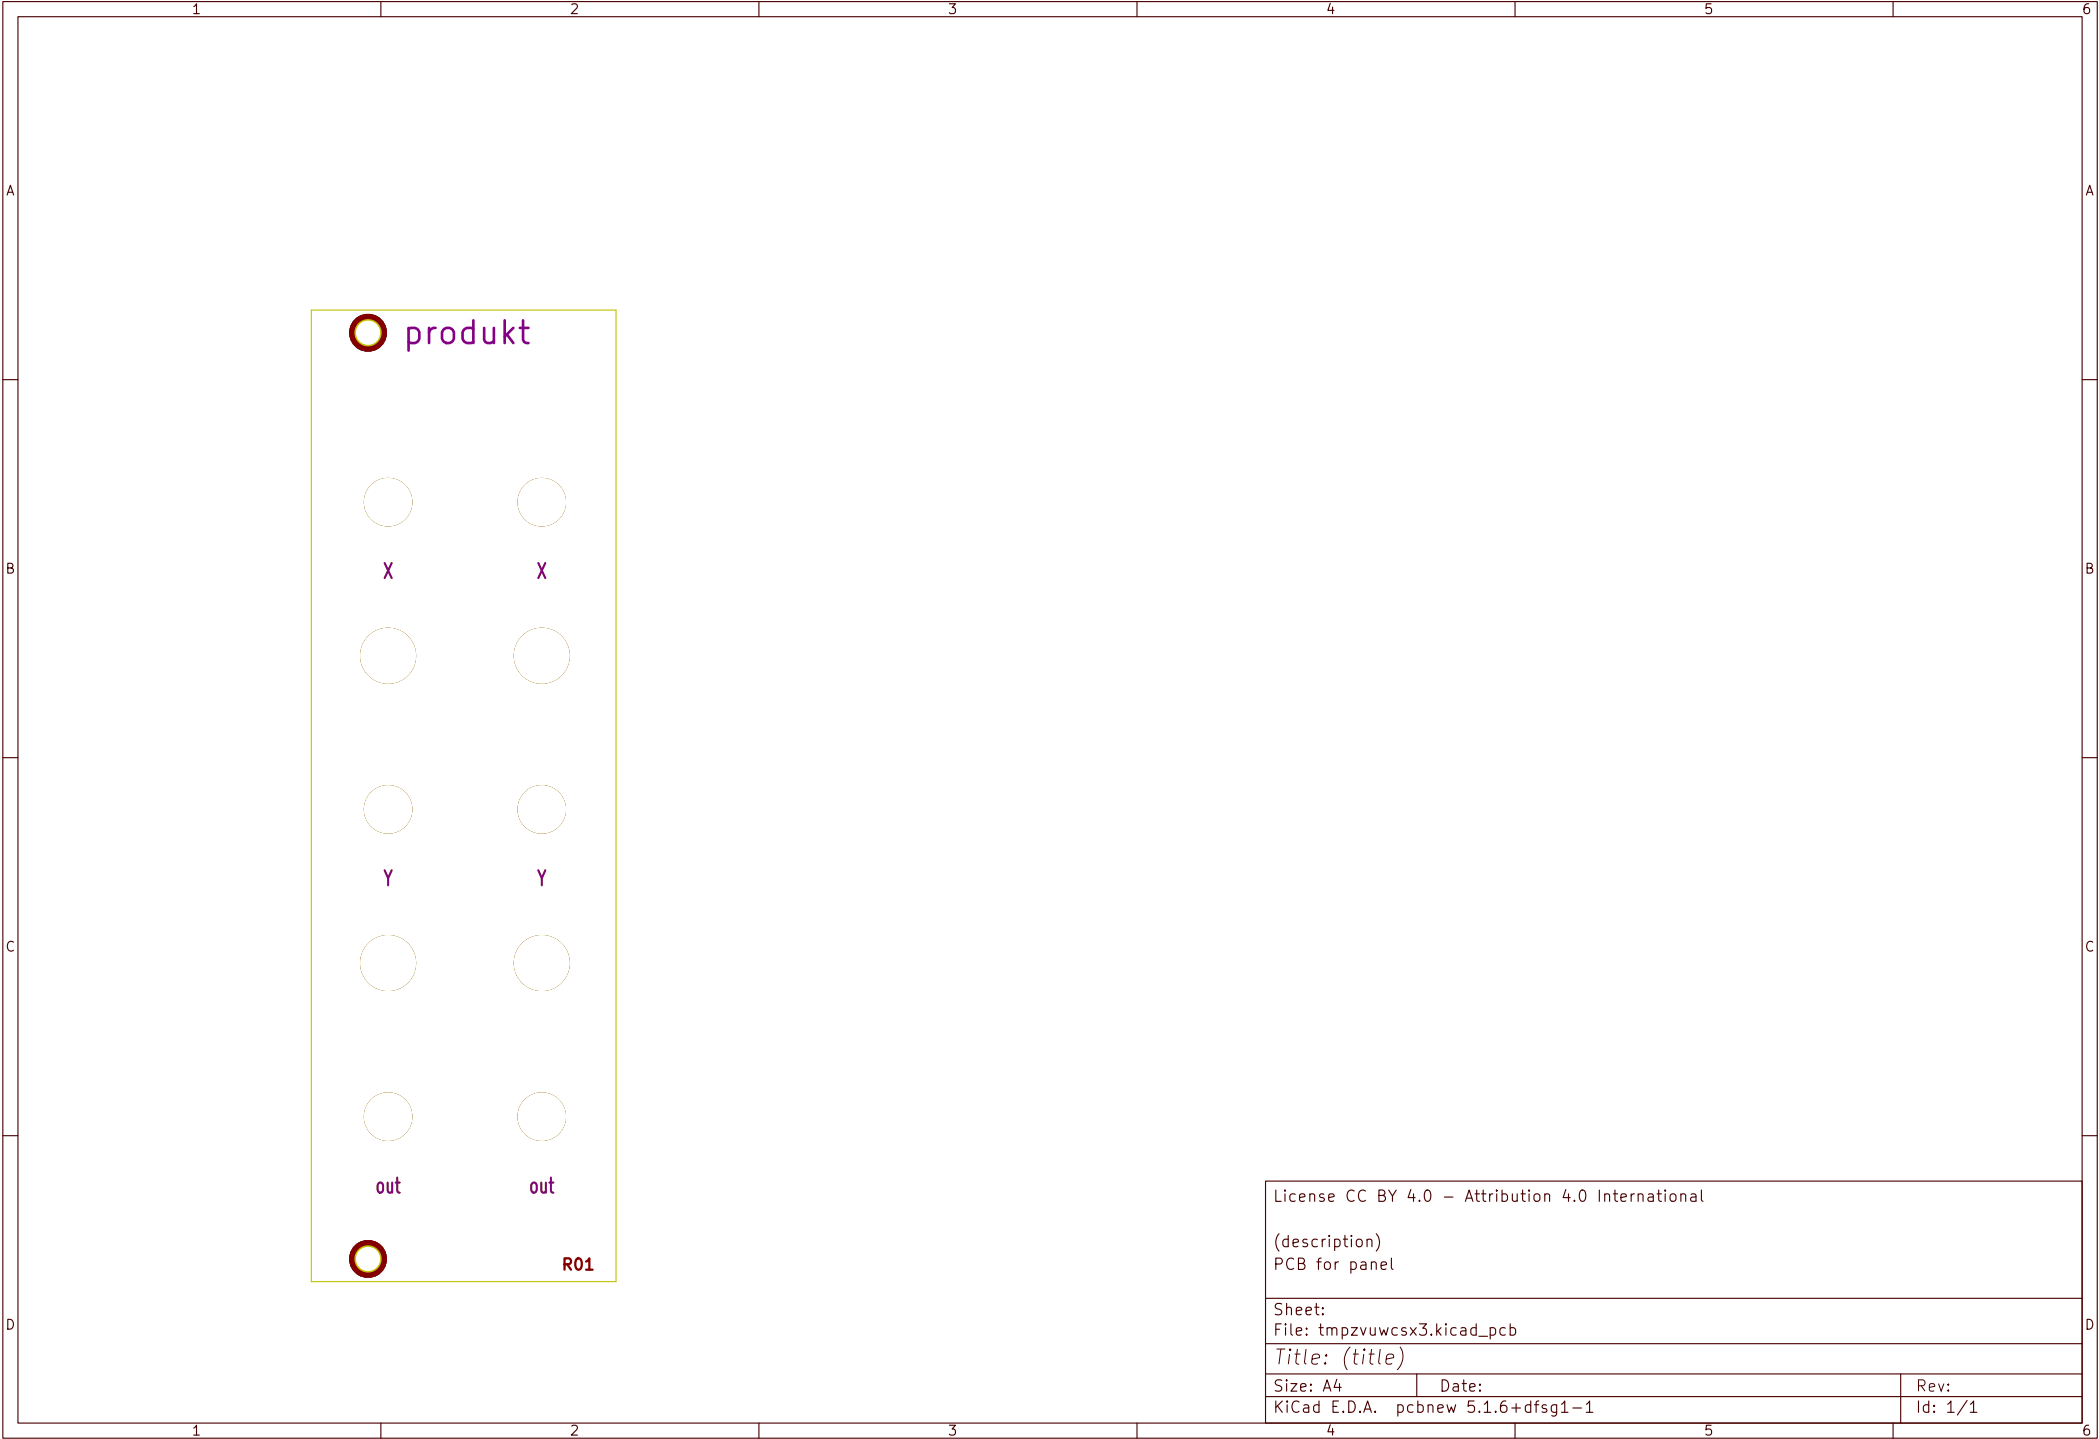 1 2 3 4 5 6
A A
produkt
X X
B B
Y Y
C C
out out
License CC BY 4.0 – Attribution 4.0 International
(description)
PCB for panel
R01
Sheet:
File: tmpzvuwcsx3.kicad_pcb
D D
Title: (title)
Size: A4 Date: Rev:
KiCad E.D.A. pcbnew 5.1.6+dfsg1-1 Id: 1/1
1 2 3 4 5 6